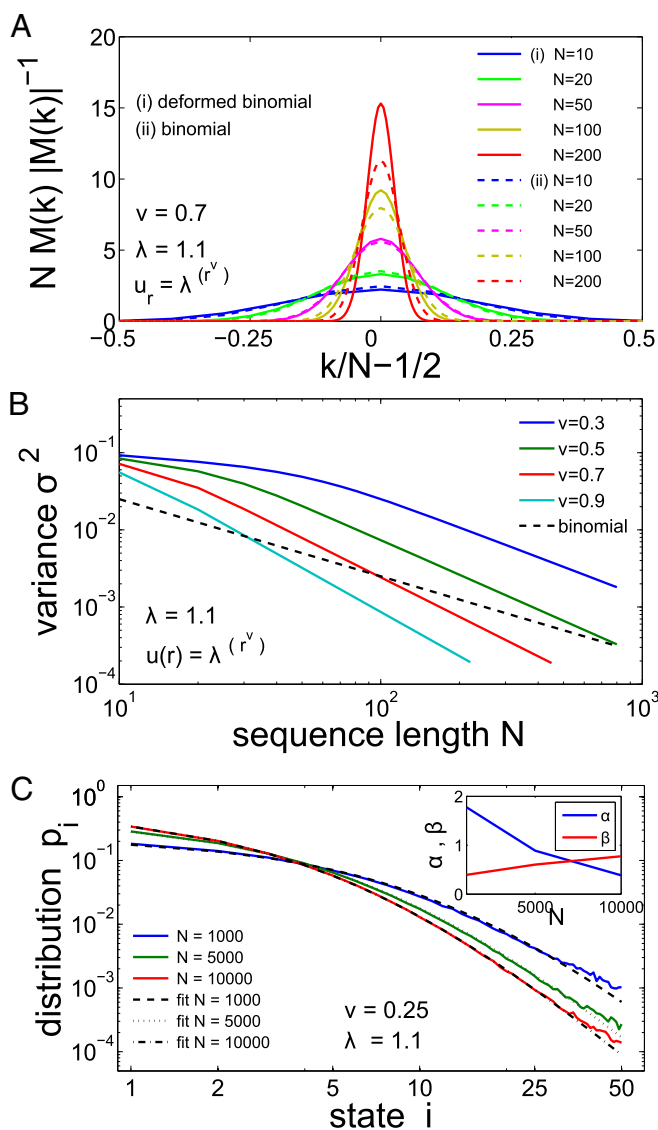 A
20
15
10
5
0
N M(k) |M(k)|⁻¹
(i) deformed binomial
(ii) binomial
ν = 0.7
λ = 1.1
u_r = λ^(r^ν)
(i) N=10
N=20
N=50
N=100
N=200
(ii) N=10
N=20
N=50
N=100
N=200
−0.5 −0.25 0 0.25 0.5
k/N−1/2
B
10⁻¹
10⁻²
10⁻³
10⁻⁴
variance σ²
ν=0.3
ν=0.5
ν=0.7
ν=0.9
binomial
λ = 1.1
u(r) = λ^(r^ν)
10¹ 10² 10³
sequence length N
C
10⁰
10⁻¹
10⁻²
10⁻³
10⁻⁴
distribution p_i
2
1
0
α , β
α
β
5000 10000
N
N = 1000
N = 5000
N = 10000
fit N = 1000
fit N = 5000
fit N = 10000
ν = 0.25
λ = 1.1
1 2 5 10 25 50
state i